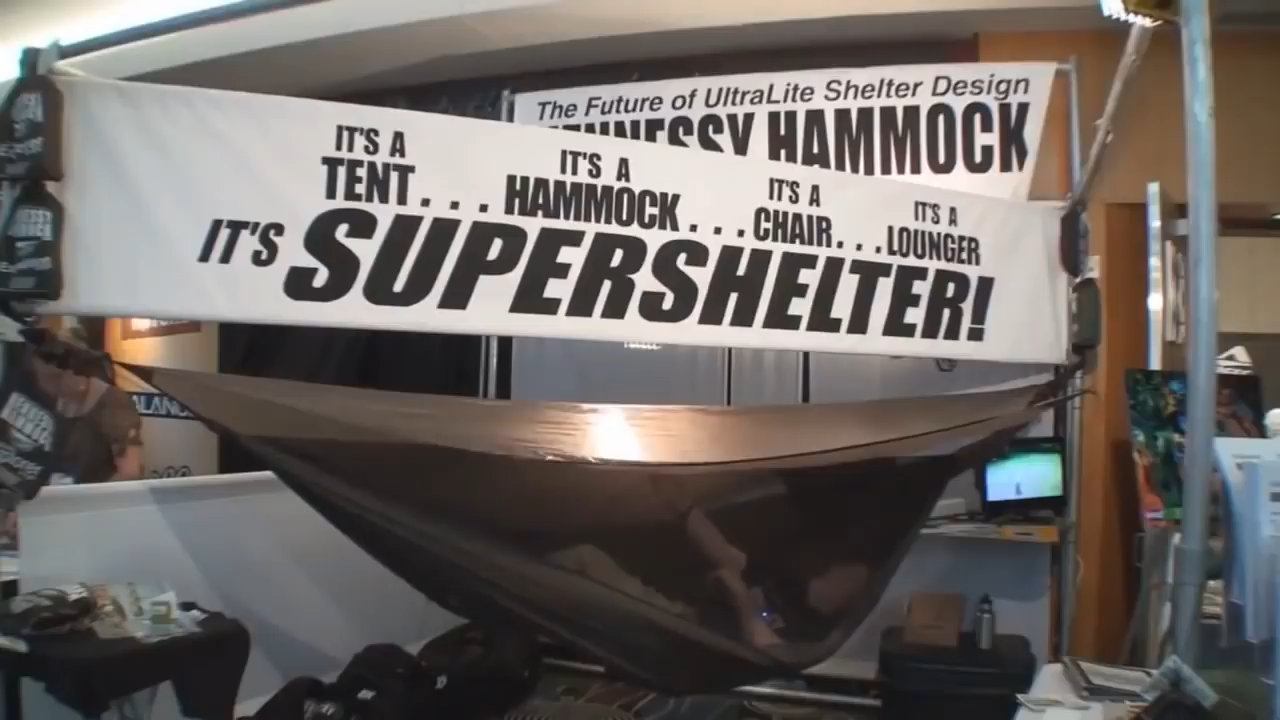 The Future of UltraLite Shelter Design
HAMMOCK
IT'S A TENT... IT'S A HAMMOCK... IT'S A CHAIR... IT'S A LOUNGER
IT'S SUPERSHELTER!